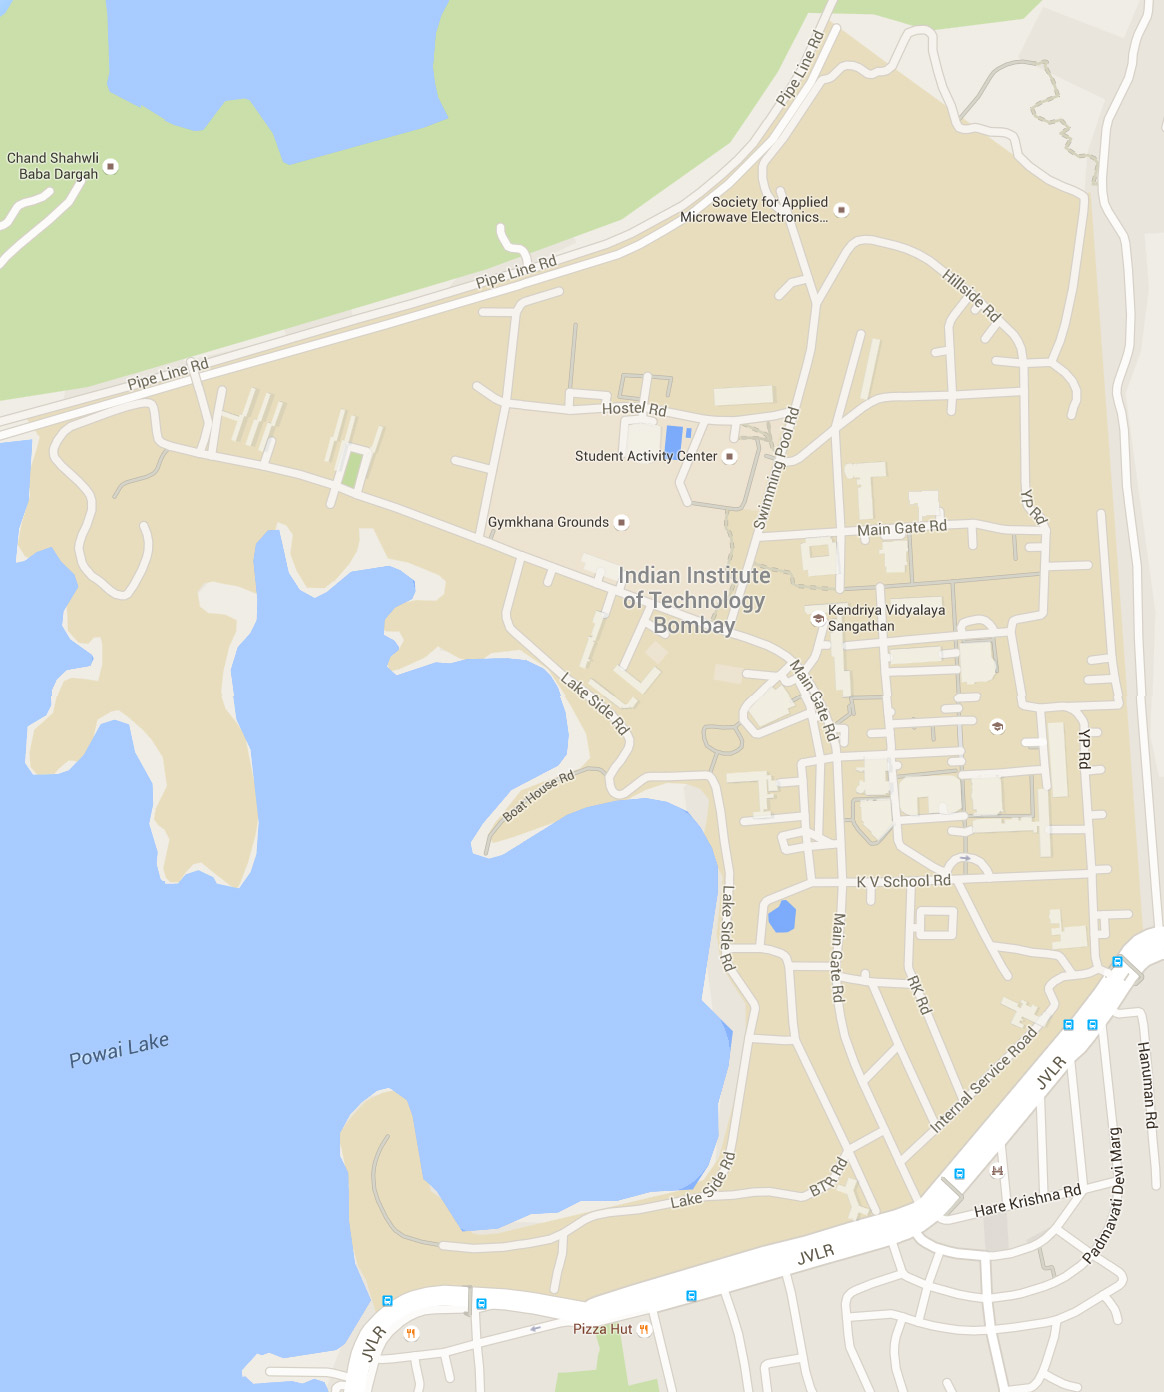 Pipe Line Rd
Chand Shahwli
Baba Dargah
Society for Applied
Microwave Electronics...
Pipe Line Rd
Hillside Rd
Pipe Line Rd
Hostel Rd
Swimming Pool Rd
Student Activity Center
YP Rd
Gymkhana Grounds
Main Gate Rd
Indian Institute
of Technology
Bombay
Kendriya Vidyalaya
Sangathan
Lake Side Rd
Main Gate Rd
YP Rd
Boat House Rd
K V School Rd
Lake Side Rd
Main Gate Rd
RK Rd
Powai Lake
Internal Service Road
JVLR
Hanuman Rd
Lake Side Rd
BTR Rd
Hare Krishna Rd
Padmavati Devi Marg
JVLR
Pizza Hut
JVLR